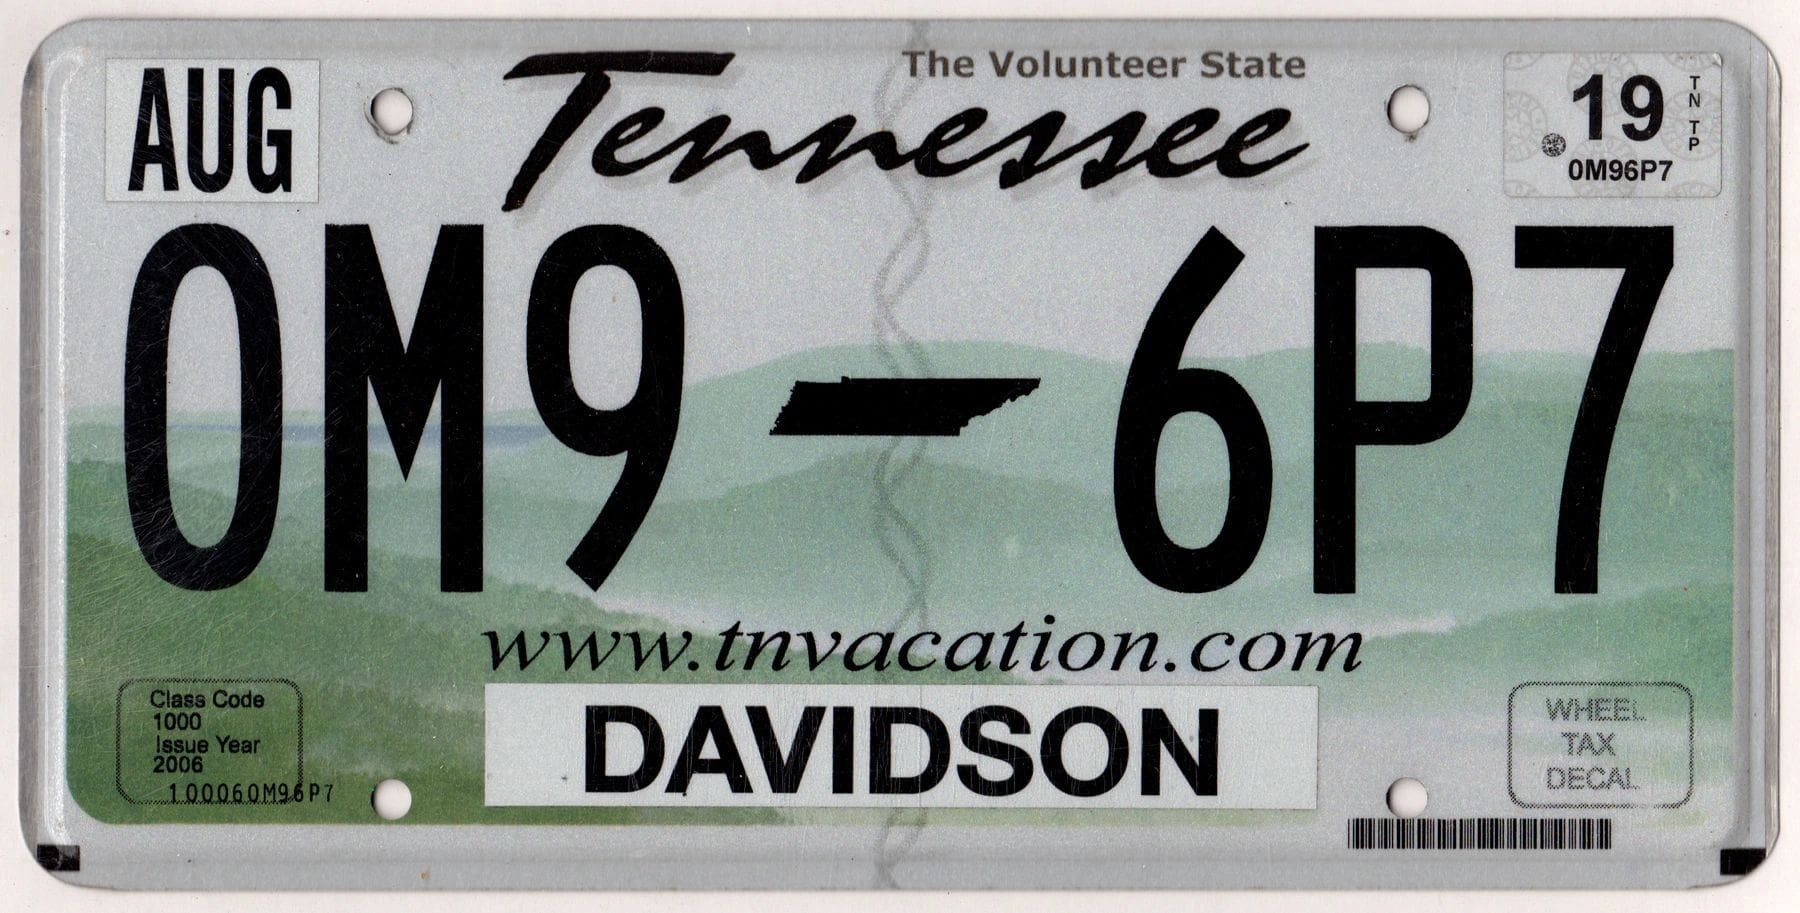 AUG
The Volunteer State
Tennessee
19
TN TP
0M96P7
0M9-6P7
www.tnvacation.com
Class Code
1000
Issue Year
2006
100060M96P7
DAVIDSON
WHEEL
TAX
DECAL